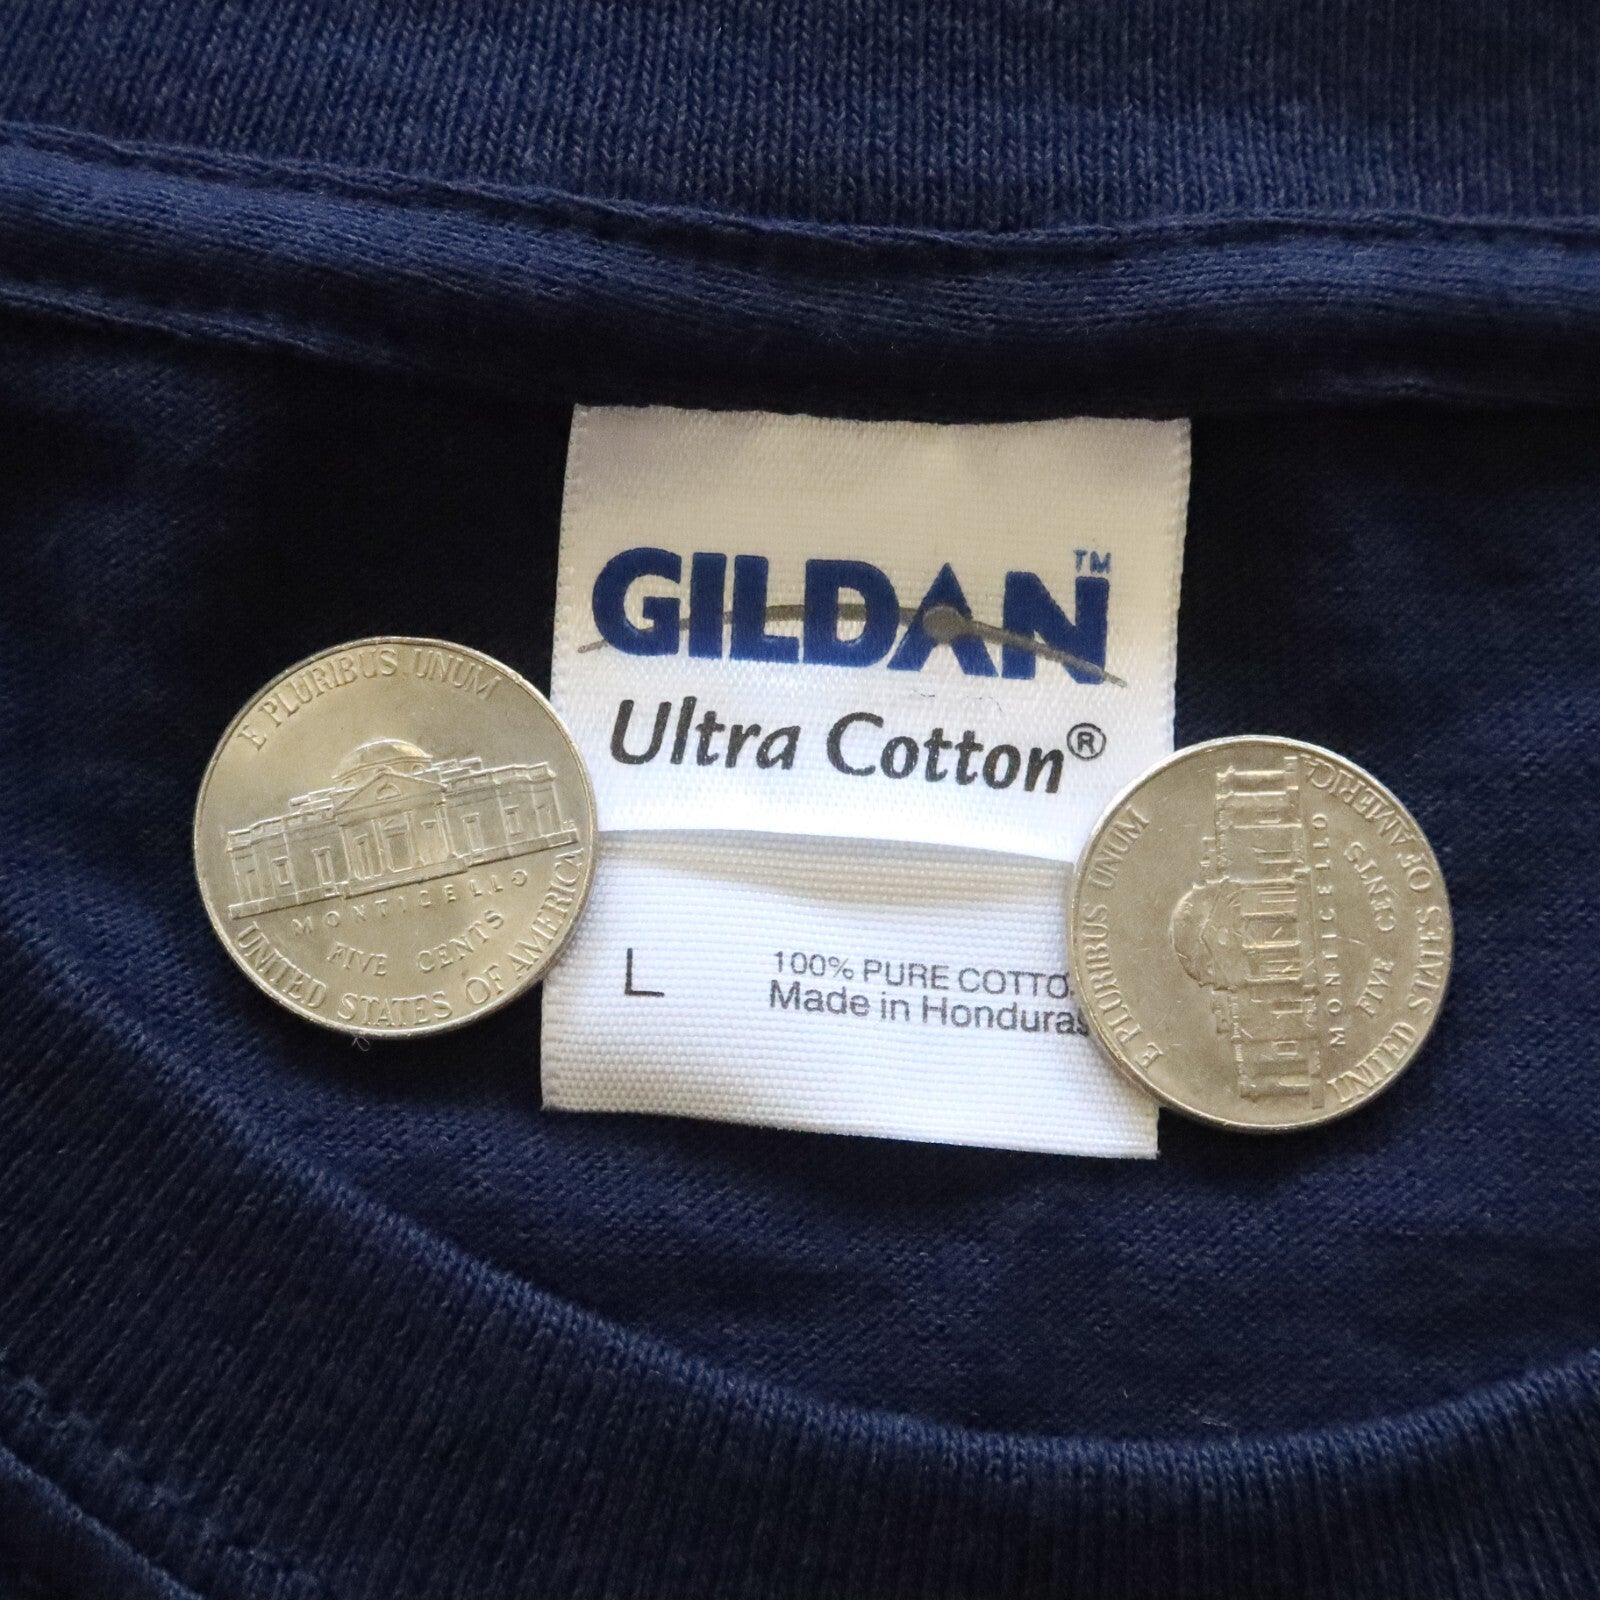 GILDAN™
Ultra Cotton®
L
100% PURE COTTO
Made in Honduras
E PLURIBUS UNUM
MONTICELLO
FIVE CENTS
UNITED STATES OF AMERICA
E PLURIBUS UNUM
MONTICELLO
FIVE CENTS
UNITED STATES OF AMERICA